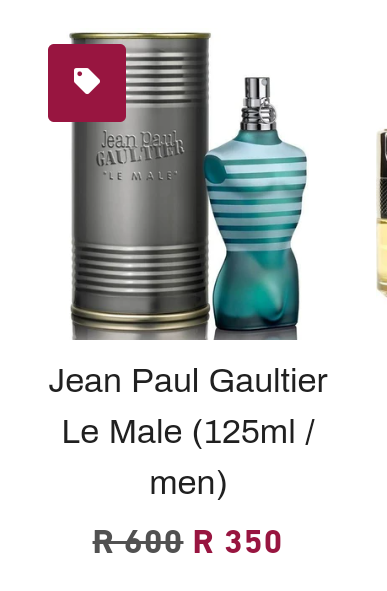 Jean Paul
GAULTIER
"LE MALE"
Jean Paul Gaultier
Le Male (125ml /
men)
R 600 R 350